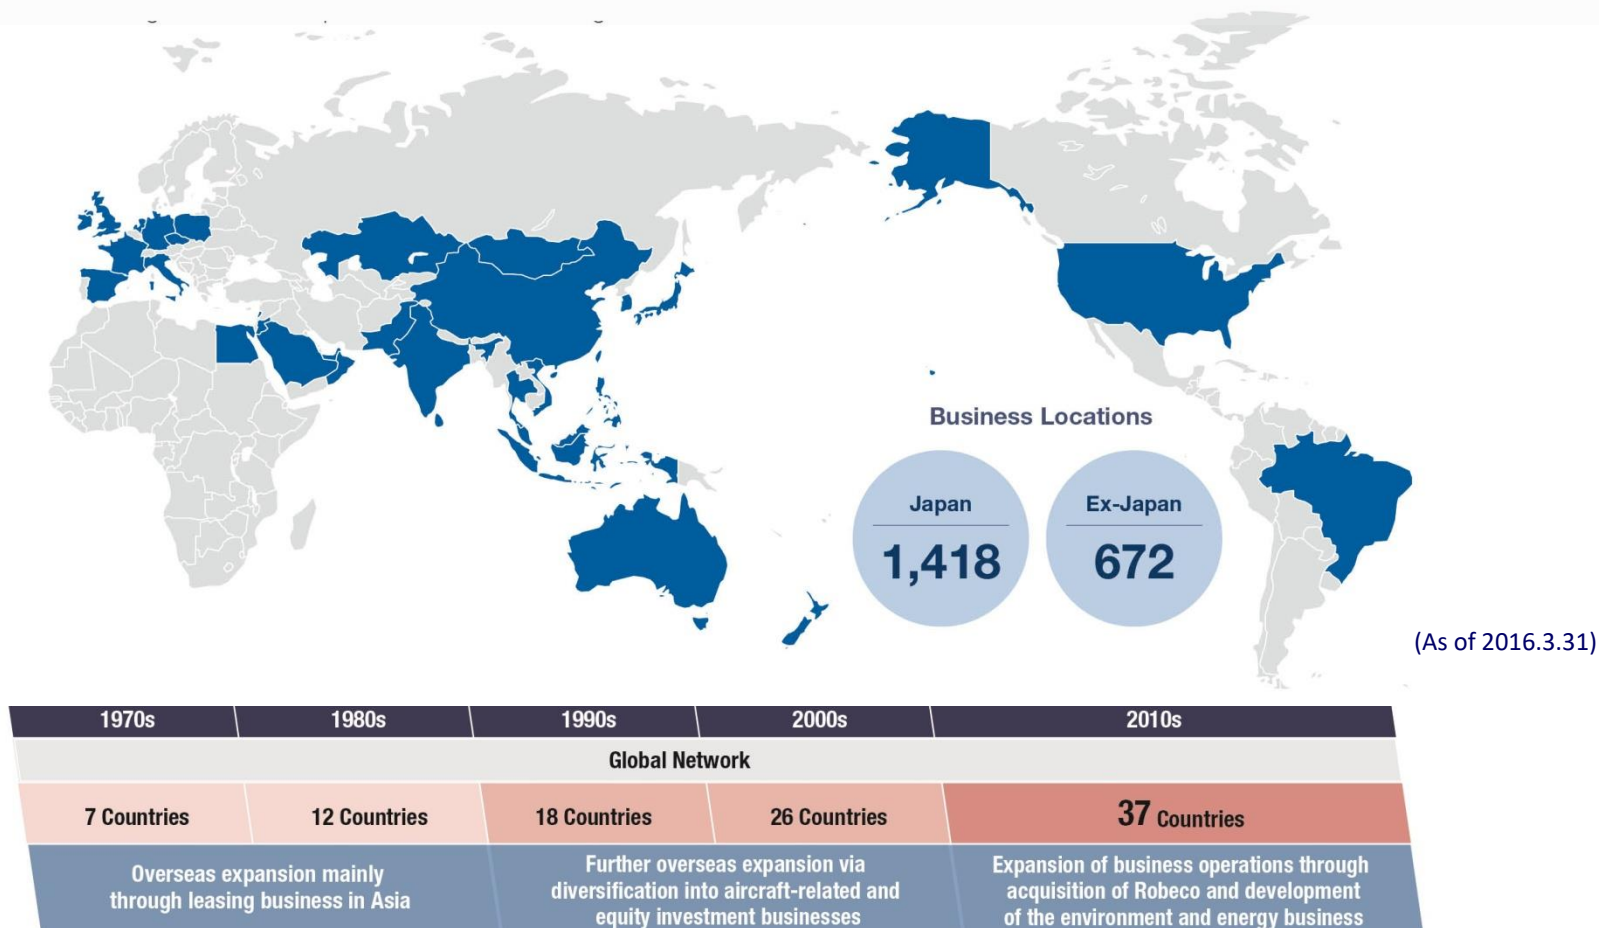 Business Locations
Japan
1,418
Ex-Japan
672
(As of 2016.3.31)
1970s
1980s
1990s
2000s
2010s
Global Network
7 Countries
12 Countries
18 Countries
26 Countries
37 Countries
Overseas expansion mainly
through leasing business in Asia
Further overseas expansion via
diversification into aircraft-related and
equity investment businesses
Expansion of business operations through
acquisition of Robeco and development
of the environment and energy business